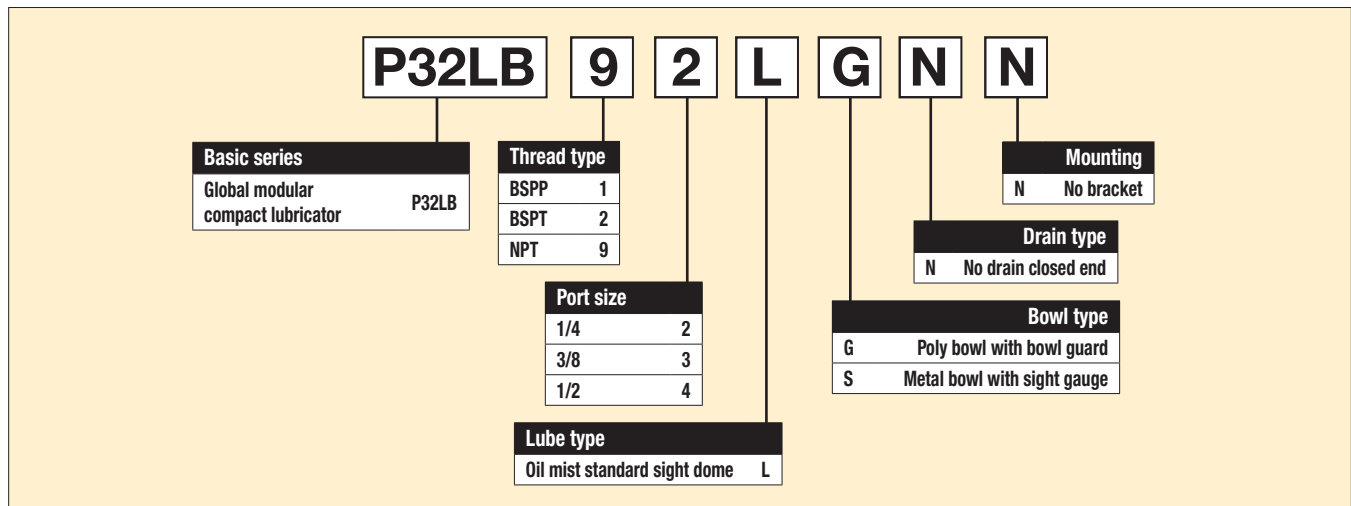 P32LB 9 2 L G N N
Basic series
Global modular
compact lubricator P32LB
Thread type
BSPP 1
BSPT 2
NPT 9
Port size
1/4 2
3/8 3
1/2 4
Lube type
Oil mist standard sight dome L
Mounting
N No bracket
Drain type
N No drain closed end
Bowl type
G Poly bowl with bowl guard
S Metal bowl with sight gauge